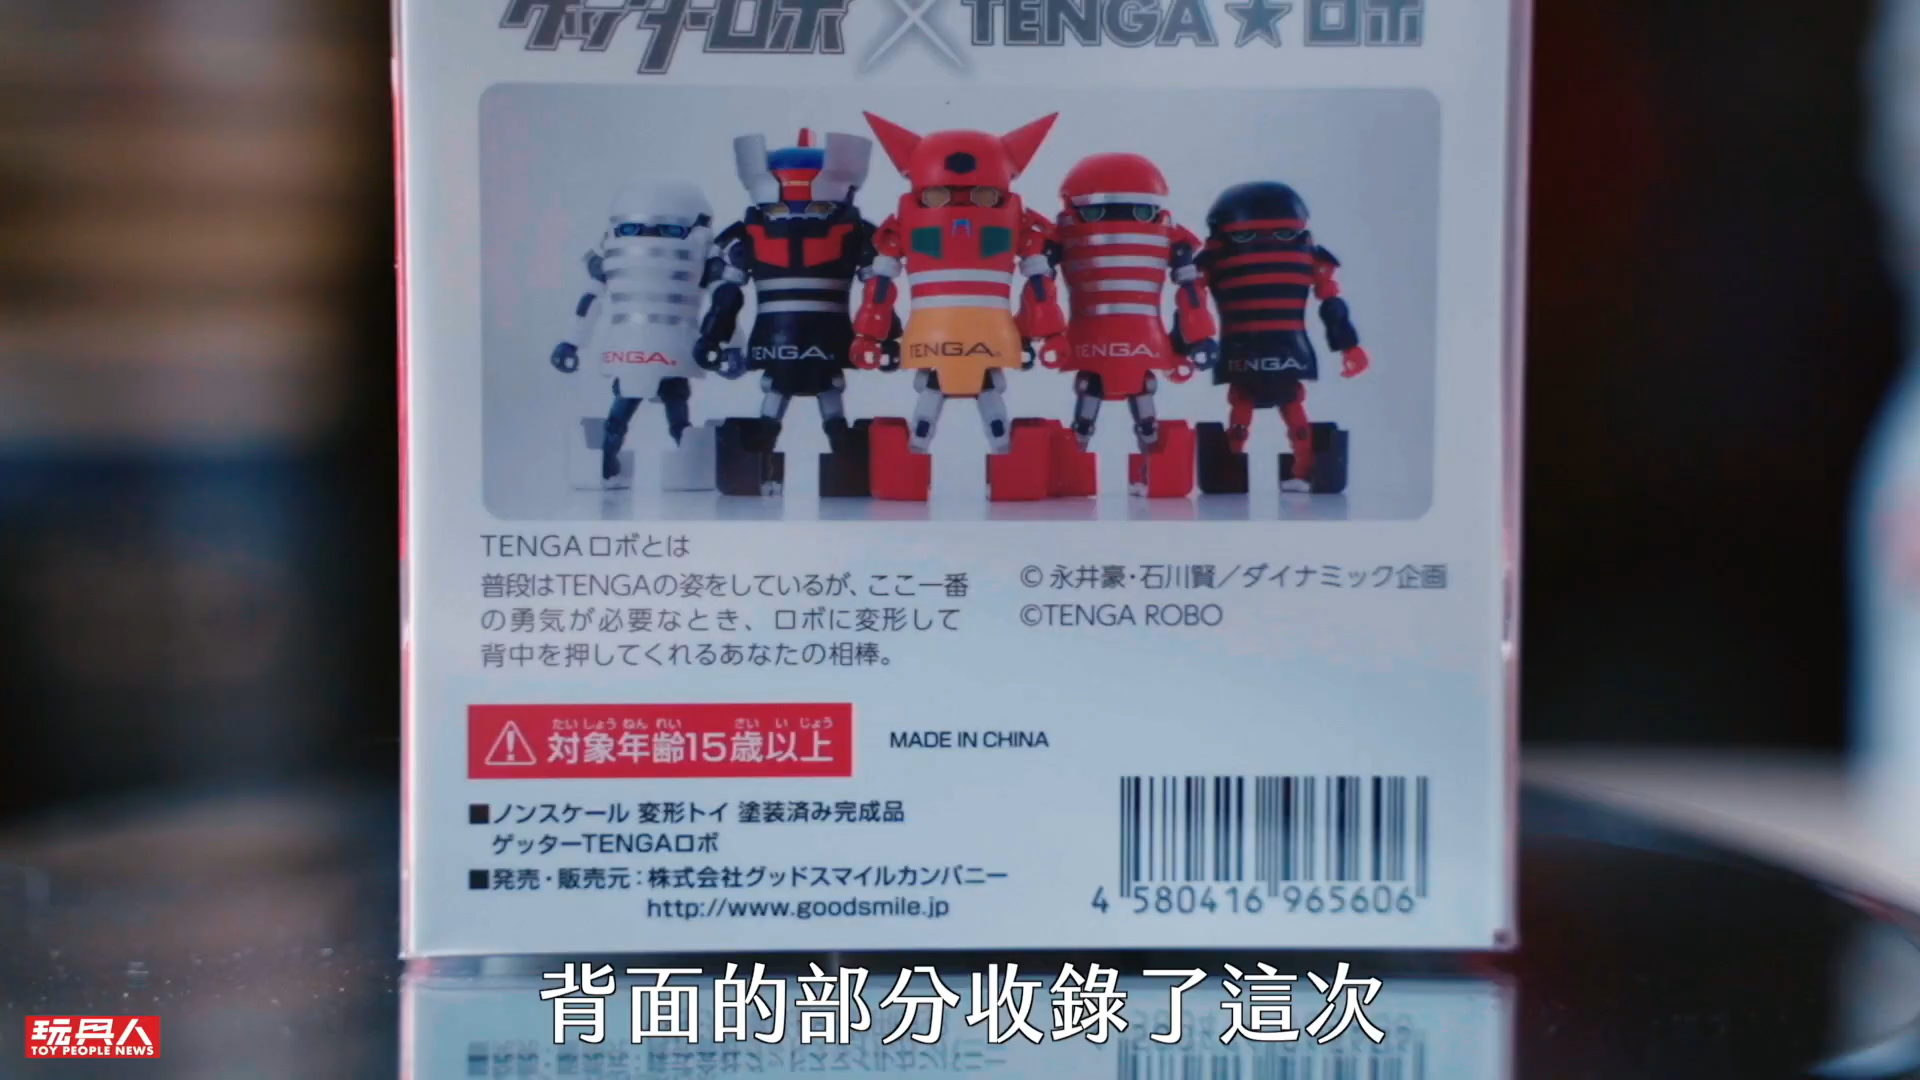 ゲッターロボ×TENGA★ロボ
TENGA
TENGA
TENGA
TENGA
TENGA
TENGAロボとは
普段はTENGAの姿をしているが、ここ一番
の勇気が必要なとき、ロボに変形して
背中を押してくれるあなたの相棒。
© 永井豪・石川賢／ダイナミック企画
©TENGA ROBO
たいしょうねんれい さいいじょう
対象年齢15歳以上
MADE IN CHINA
■ノンスケール 変形トイ 塗装済み完成品
ゲッターTENGAロボ
■発売・販売元：株式会社グッドスマイルカンパニー
http://www.goodsmile.jp
4 580416 965606
背面的部分收錄了這次
玩具人
TOY PEOPLE NEWS